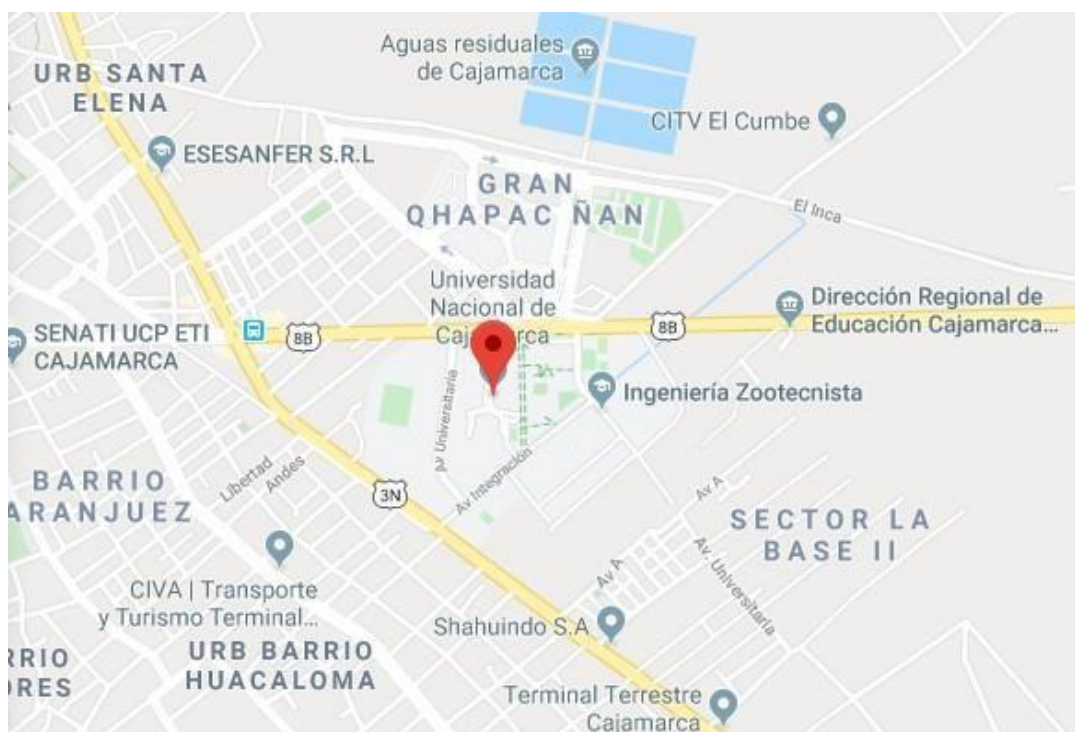 Aguas residuales
de Cajamarca
URB SANTA
ELENA
CITV El Cumbe
ESESANFER S.R.L
GRAN
QHAPAC ÑAN
El Inca
Universidad
Nacional de
Dirección Regional de
Educación Cajamarca...
8B
8B
SENATI UCP ETI
CAJAMARCA
Ingeniería Zootecnista
Av Universitaria
Av Integración
Libertad
Andes
3N
BARRIO
Av A
SECTOR LA
BASE II
Av. Universitaria
Av A
CIVA | Transporte
y Turismo Terminal...
Shahuindo S.A
URB BARRIO
HUACALOMA
Terminal Terrestre
Cajamarca